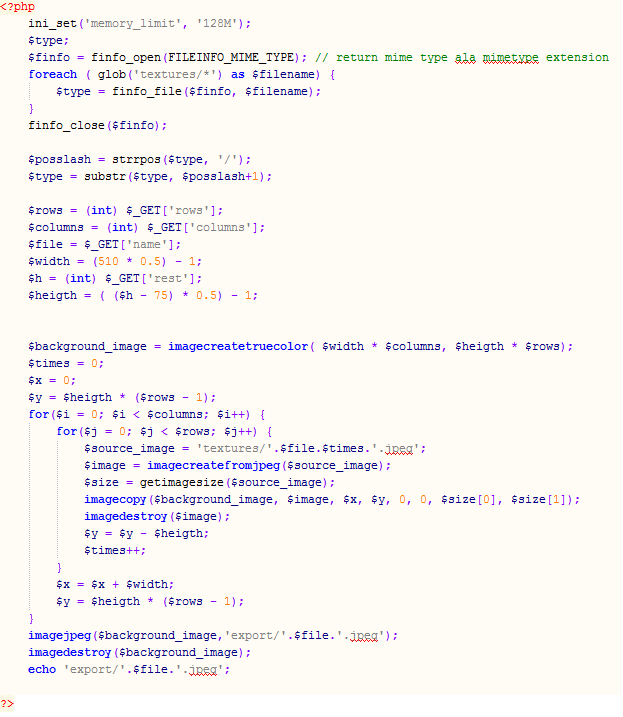 <?php
ini_set('memory_limit', '128M');
$type;
$finfo = finfo_open(FILEINFO_MIME_TYPE); // return mime type ala mimetype extension
foreach ( glob('textures/*') as $filename) {
$type = finfo_file($finfo, $filename);
}
finfo_close($finfo);
$posslash = strrpos($type, '/');
$type = substr($type, $posslash+1);
$rows = (int) $_GET['rows'];
$columns = (int) $_GET['columns'];
$file = $_GET['name'];
$width = (510 * 0.5) - 1;
$h = (int) $_GET['rest'];
$heigth = ( ($h - 75) * 0.5) - 1;
$background_image = imagecreatetruecolor( $width * $columns, $heigth * $rows);
$times = 0;
$x = 0;
$y = $heigth * ($rows - 1);
for($i = 0; $i < $columns; $i++) {
for($j = 0; $j < $rows; $j++) {
$source_image = 'textures/'.$file.$times.'.jpeg';
$image = imagecreatefromjpeg($source_image);
$size = getimagesize($source_image);
imagecopy($background_image, $image, $x, $y, 0, 0, $size[0], $size[1]);
imagedestroy($image);
$y = $y - $heigth;
$times++;
}
$x = $x + $width;
$y = $heigth * ($rows - 1);
}
imagejpeg($background_image,'export/'.$file.'.jpeg');
imagedestroy($background_image);
echo 'export/'.$file.'.jpeg';
?>